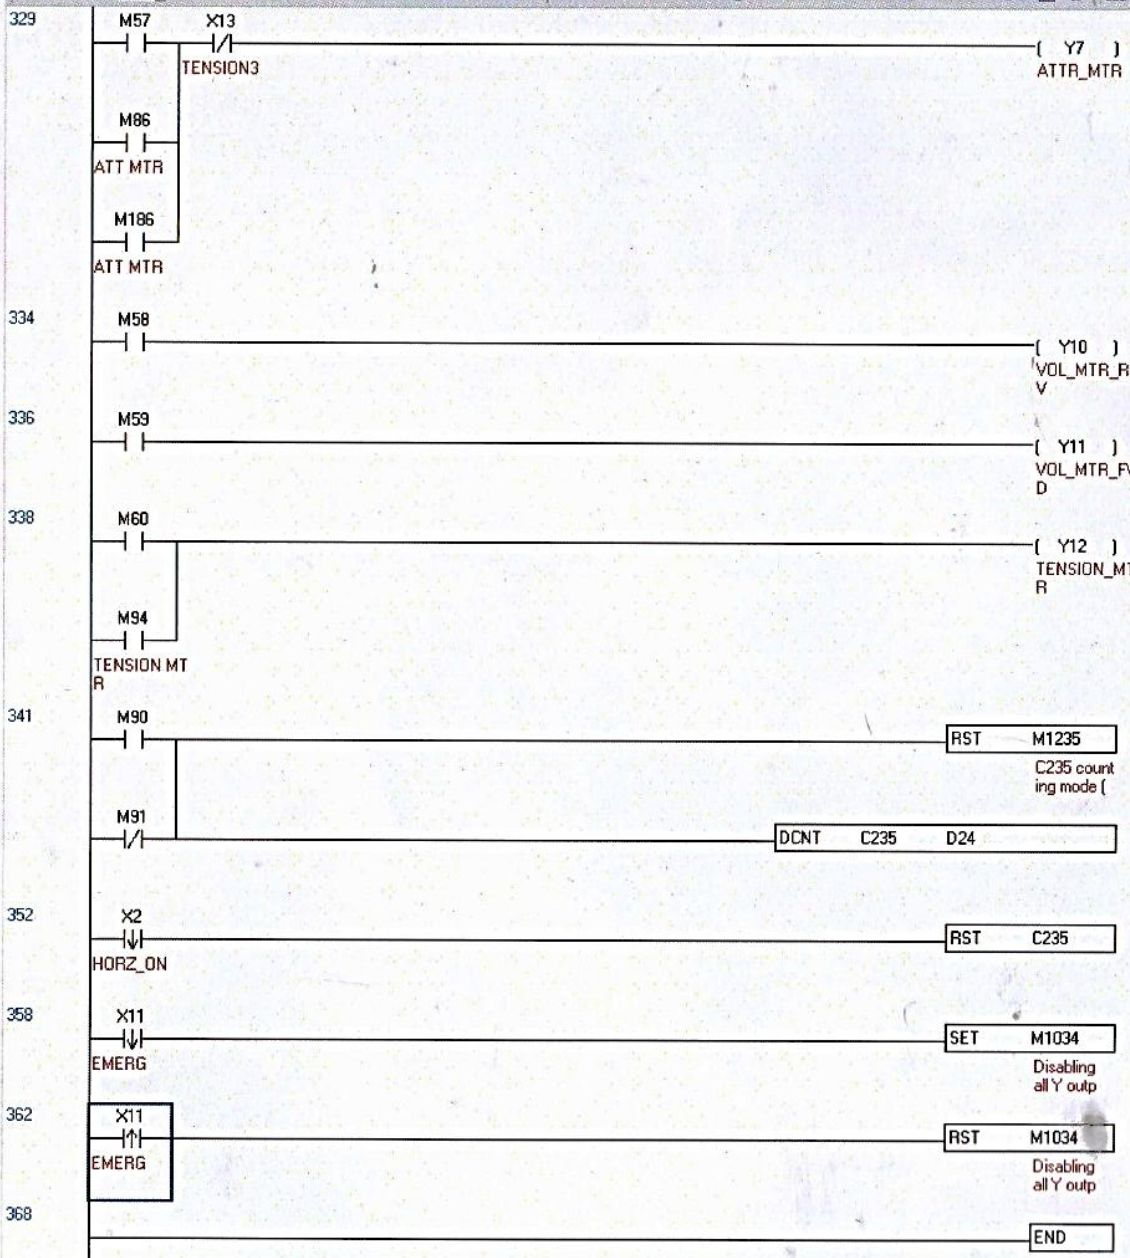 329
M57 X13
( Y7 )
TENSION3
ATTR_MTR
M86
ATT MTR
M186
ATT MTR
334
M58
( Y10 )
VOL_MTR_R
V
336
M59
( Y11 )
VOL_MTR_FV
D
338
M60
( Y12 )
TENSION_MT
R
M94
TENSION MT
R
341
M90
RST M1235
C235 count
ing mode (
M91
DCNT C235 D24
352
X2
RST C235
HORZ_ON
358
X11
SET M1034
EMERG
Disabling
all Y outp
362
X11
RST M1034
EMERG
Disabling
all Y outp
368
END